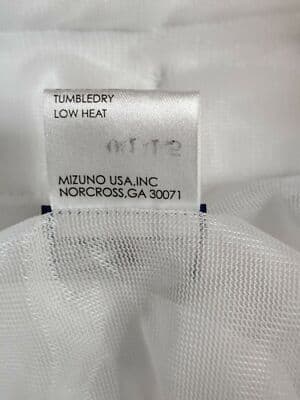 TUMBLEDRY
LOW HEAT
MIZUNO USA,INC
NORCROSS,GA 30071